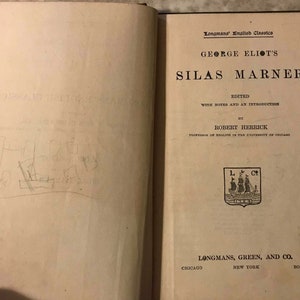 Longmans' English Classics
GEORGE ELIOT'S
SILAS MARNER
EDITED
WITH NOTES AND AN INTRODUCTION
BY
ROBERT HERRICK
PROFESSOR OF ENGLISH IN THE UNIVERSITY OF CHICAGO
L. Co.
LONGMANS, GREEN, AND CO.
CHICAGO NEW YORK